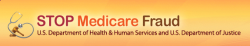 STOP Medicare Fraud
U.S. Department of Health & Human Services and U.S. Department of Justice